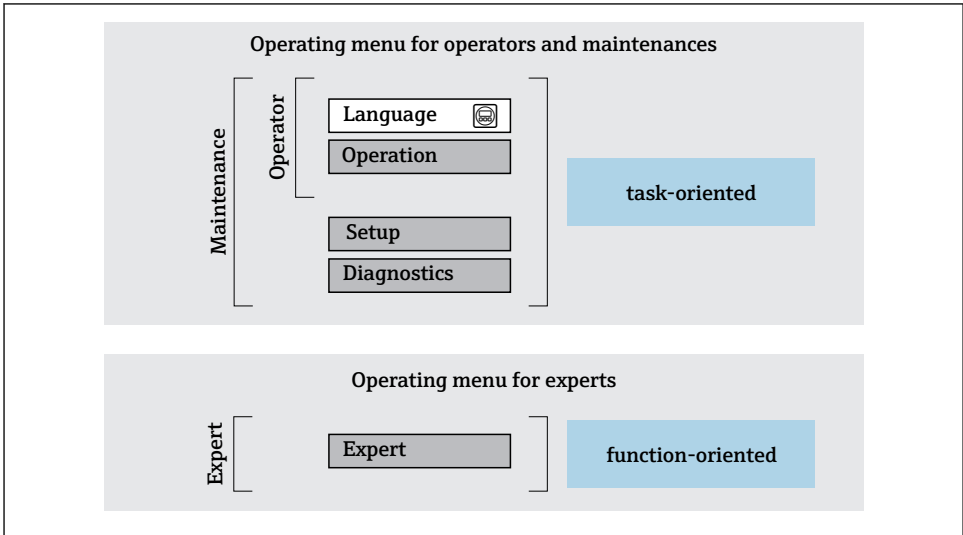 Operating menu for operators and maintenances
Maintenance
Operator
Language
Operation
Setup
Diagnostics
task-oriented
Operating menu for experts
Expert
Expert
function-oriented